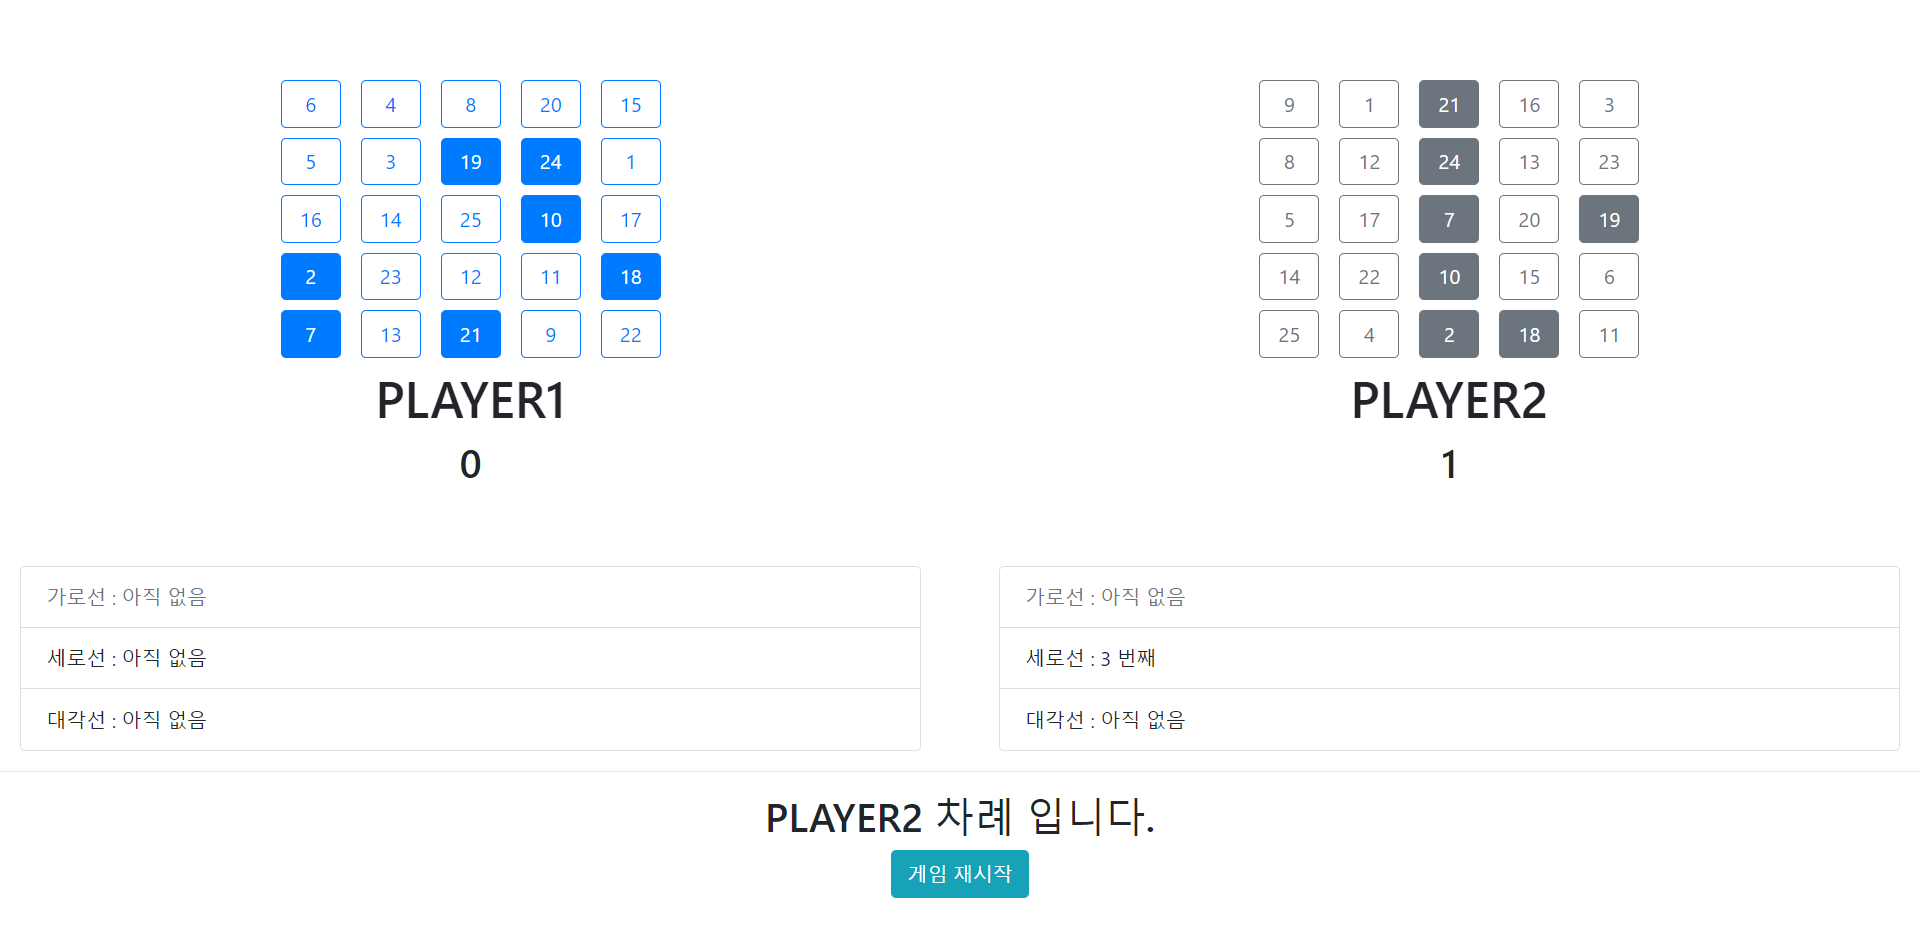 6 4 8 20 15
5 3 19 24 1
16 14 25 10 17
2 23 12 11 18
7 13 21 9 22
PLAYER1
0
9 1 21 16 3
8 12 24 13 23
5 17 7 20 19
14 22 10 15 6
25 4 2 18 11
PLAYER2
1
가로선 : 아직 없음
세로선 : 아직 없음
대각선 : 아직 없음
가로선 : 아직 없음
세로선 : 3 번째
대각선 : 아직 없음
PLAYER2 차례 입니다.
게임 재시작